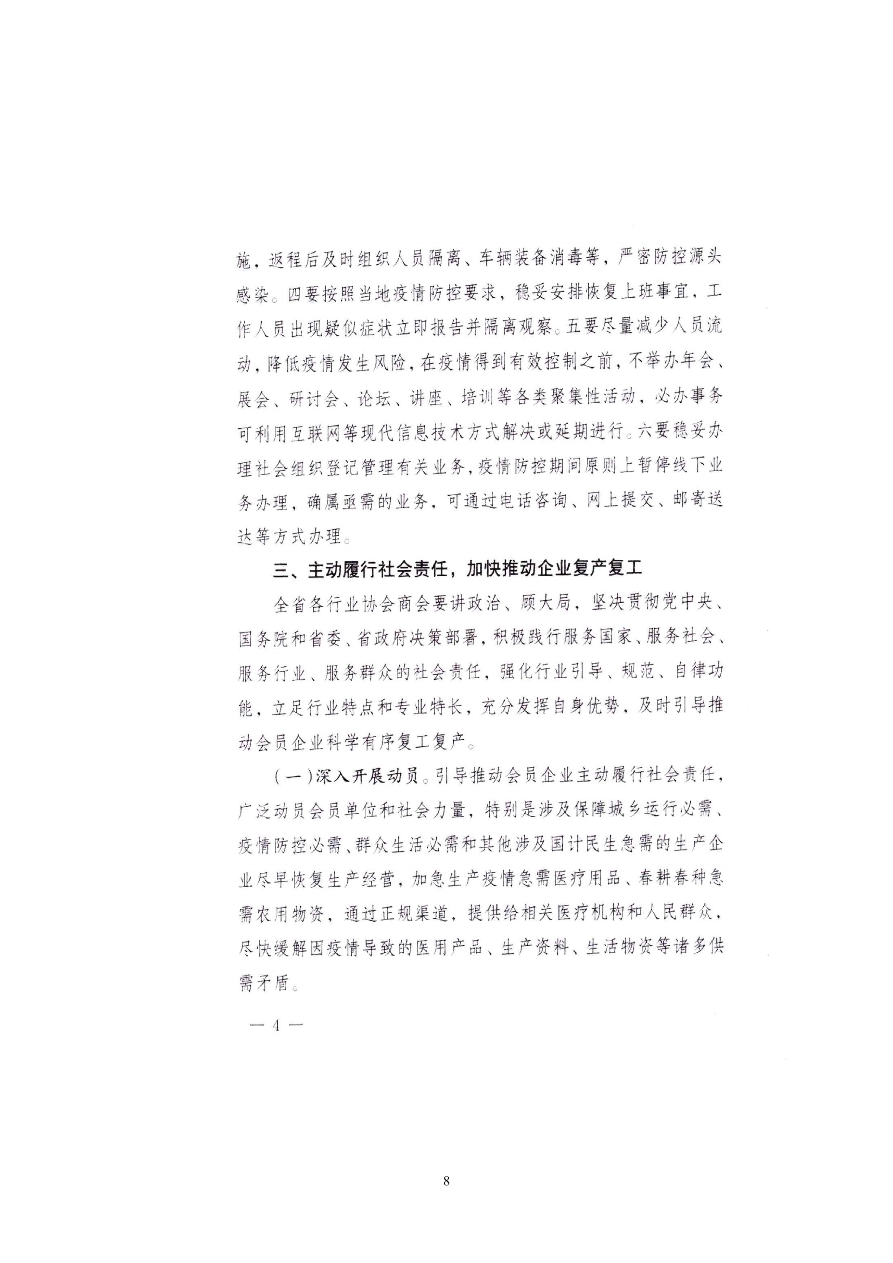 施，返程后及时组织人员隔离、车辆装备消毒等，严密防控源头
感染。四要按照当地疫情防控要求，稳妥安排恢复上班事宜，工
作人员出现疑似症状立即报告并隔离观察。五要尽量减少人员流
动，降低疫情发生风险，在疫情得到有效控制之前，不举办年会、
展会、研讨会、论坛、讲座、培训等各类聚集性活动，必办事务
可利用互联网等现代信息技术方式解决或延期进行。六要稳妥办
理社会组织登记管理有关业务，疫情防控期间原则上暂停线下业
务办理，确属亟需的业务，可通过电话咨询、网上提交、邮寄送
达等方式办理。
三、主动履行社会责任，加快推动企业复产复工
全省各行业协会商会要讲政治、顾大局，坚决贯彻党中央、
国务院和省委、省政府决策部署，积极践行服务国家、服务社会、
服务行业、服务群众的社会责任，强化行业引导、规范、自律功
能，立足行业特点和专业特长，充分发挥自身优势，及时引导推
动会员企业科学有序复工复产。
（一）深入开展动员。引导推动会员企业主动履行社会责任，
广泛动员会员单位和社会力量，特别是涉及保障城乡运行必需、
疫情防控必需、群众生活必需和其他涉及国计民生急需的生产企
业尽早恢复生产经营，加急生产疫情急需医疗用品、春耕春种急
需农用物资，通过正规渠道，提供给相关医疗机构和人民群众，
尽快缓解因疫情导致的医用产品、生产资料、生活物资等诸多供
需矛盾。
— 4 —
8